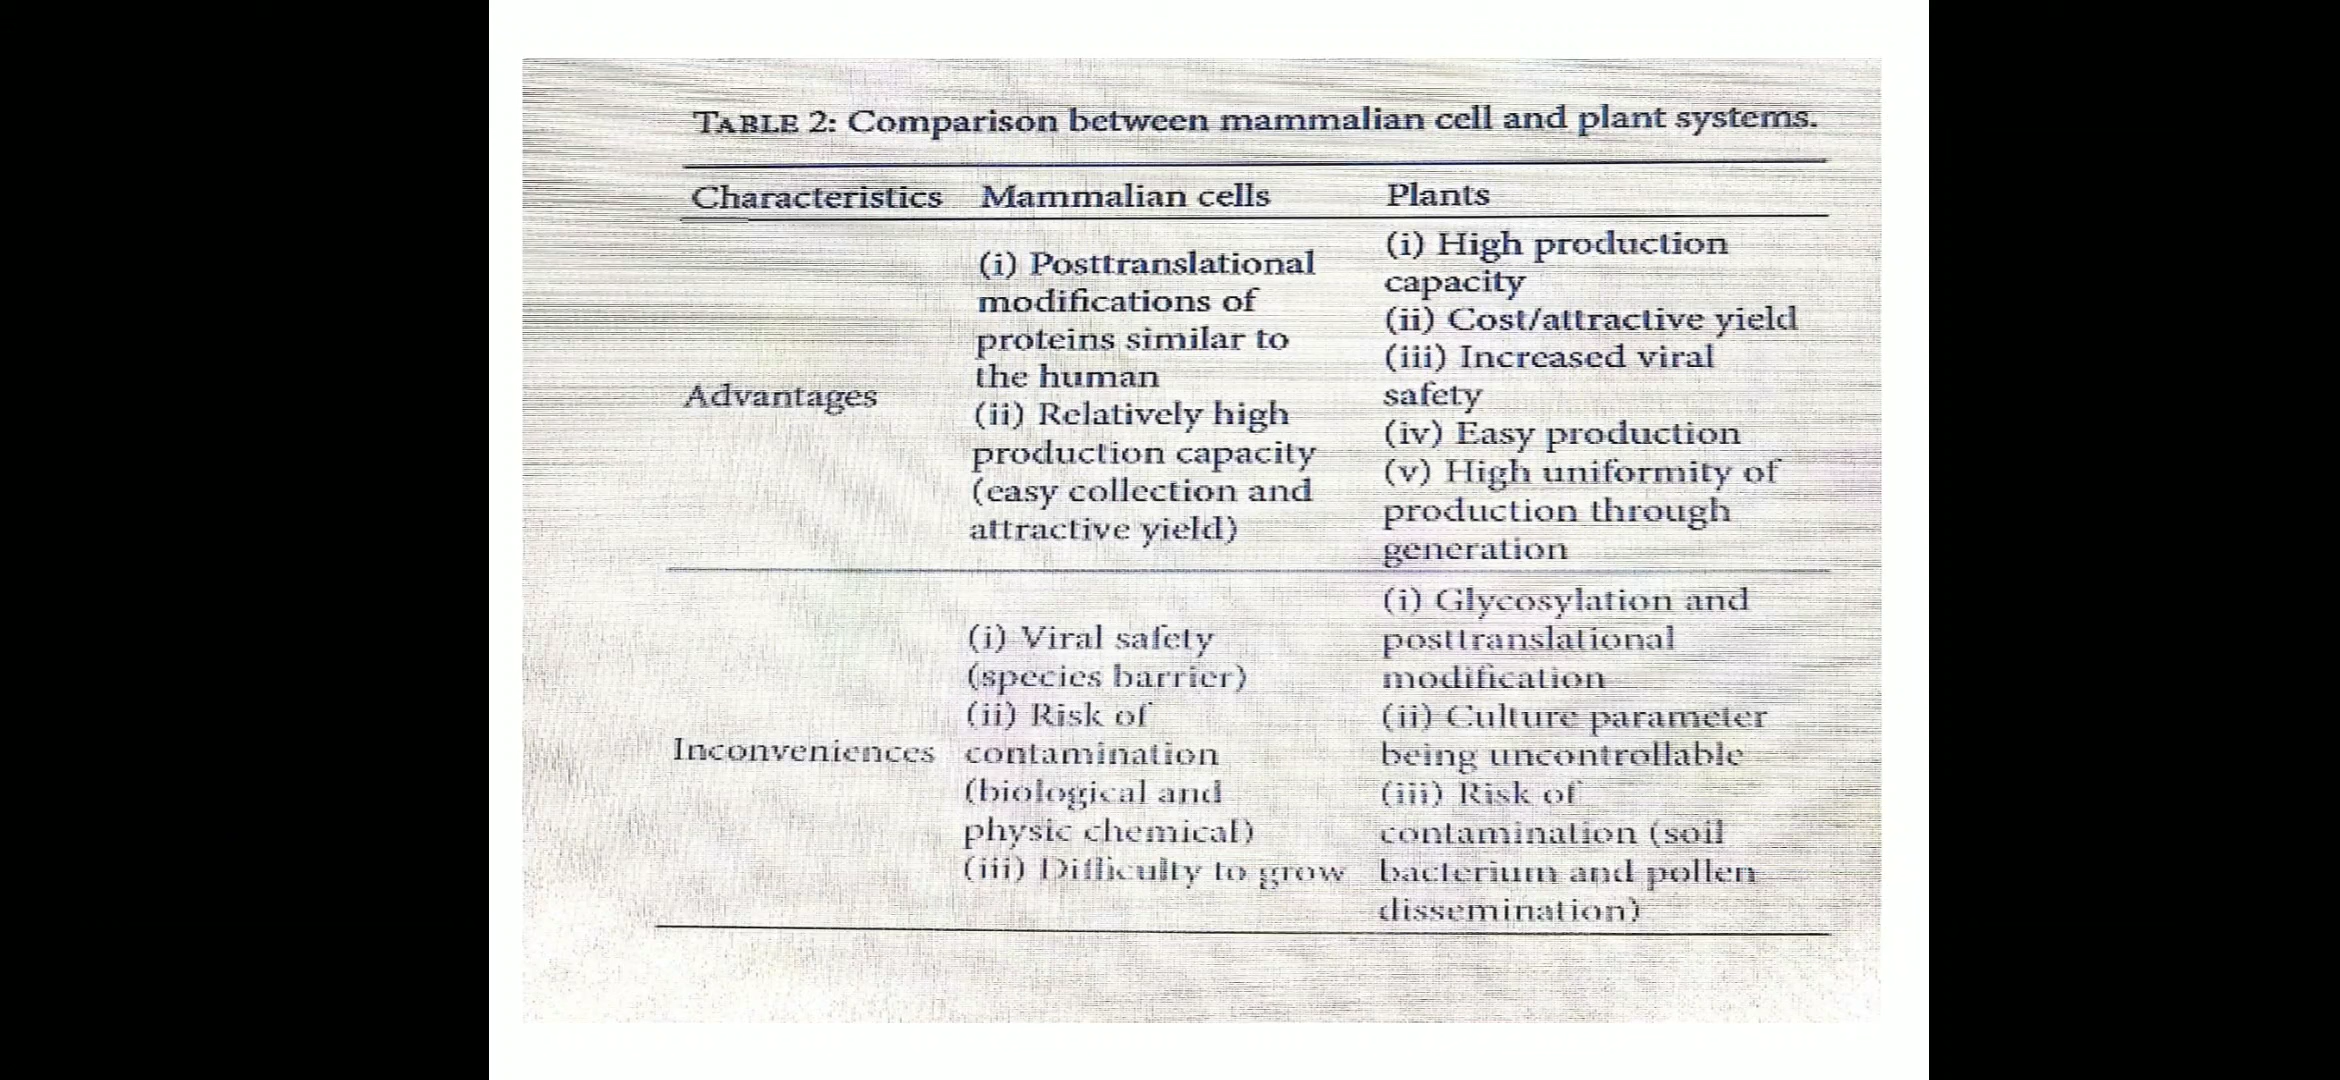 TABLE 2: Comparison between mammalian cell and plant systems.
Characteristics Mammalian cells Plants
Advantages
(i) Posttranslational
modifications of
proteins similar to
the human
(ii) Relatively high
production capacity
(easy collection and
attractive yield)
(i) High production
capacity
(ii) Cost/attractive yield
(iii) Increased viral
safety
(iv) Easy production
(v) High uniformity of
production through
generation
Inconveniences
(i) Viral safety
(species barrier)
(ii) Risk of
contamination
(biological and
physic chemical)
(iii) Difficulty to grow
(i) Glycosylation and
posttranslational
modification
(ii) Culture parameter
being uncontrollable
(iii) Risk of
contamination (soil
bacterium and pollen
dissemination)